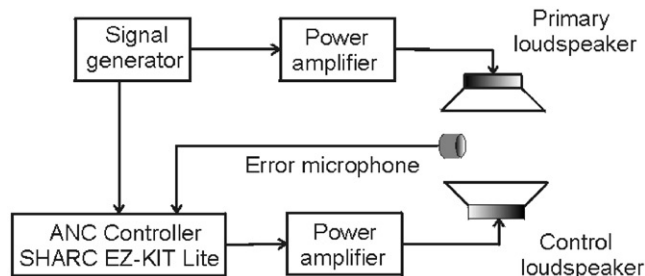 Signal
generator
Power
amplifier
Primary
loudspeaker
Error microphone
ANC Controller
SHARC EZ-KIT Lite
Power
amplifier
Control
loudspeaker